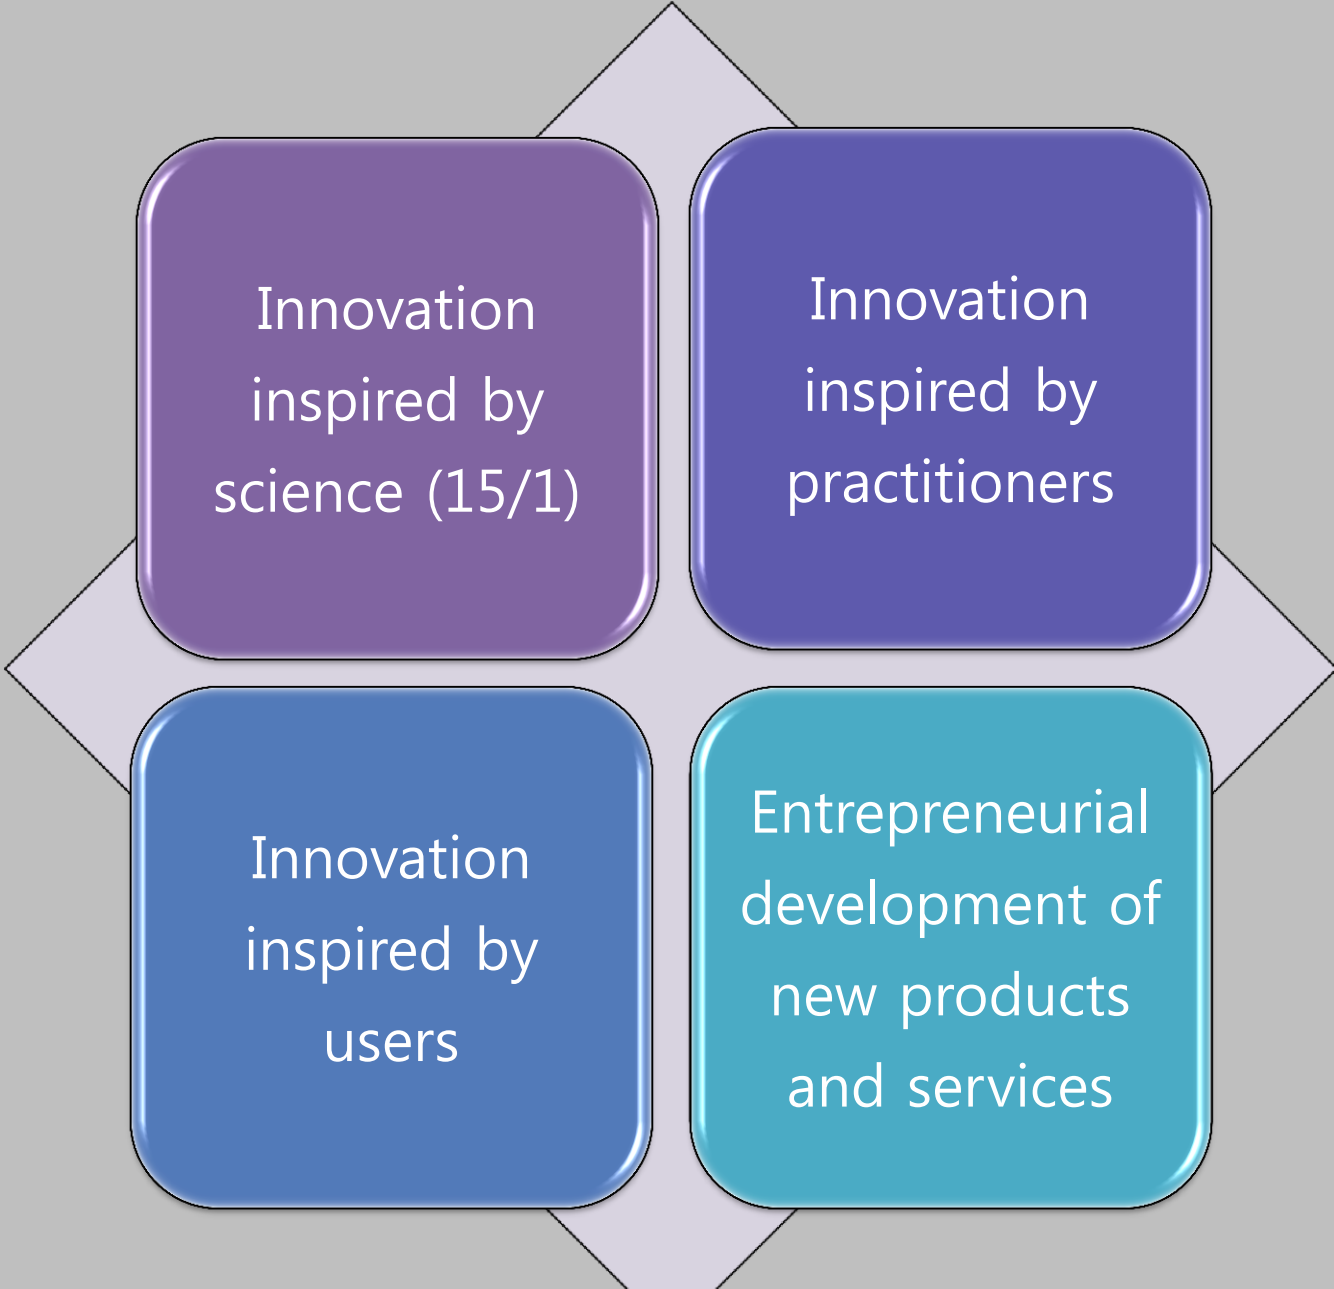 Innovation
inspired by
science (15/1)
Innovation
inspired by
practitioners
Innovation
inspired by
users
Entrepreneurial
development of
new products
and services